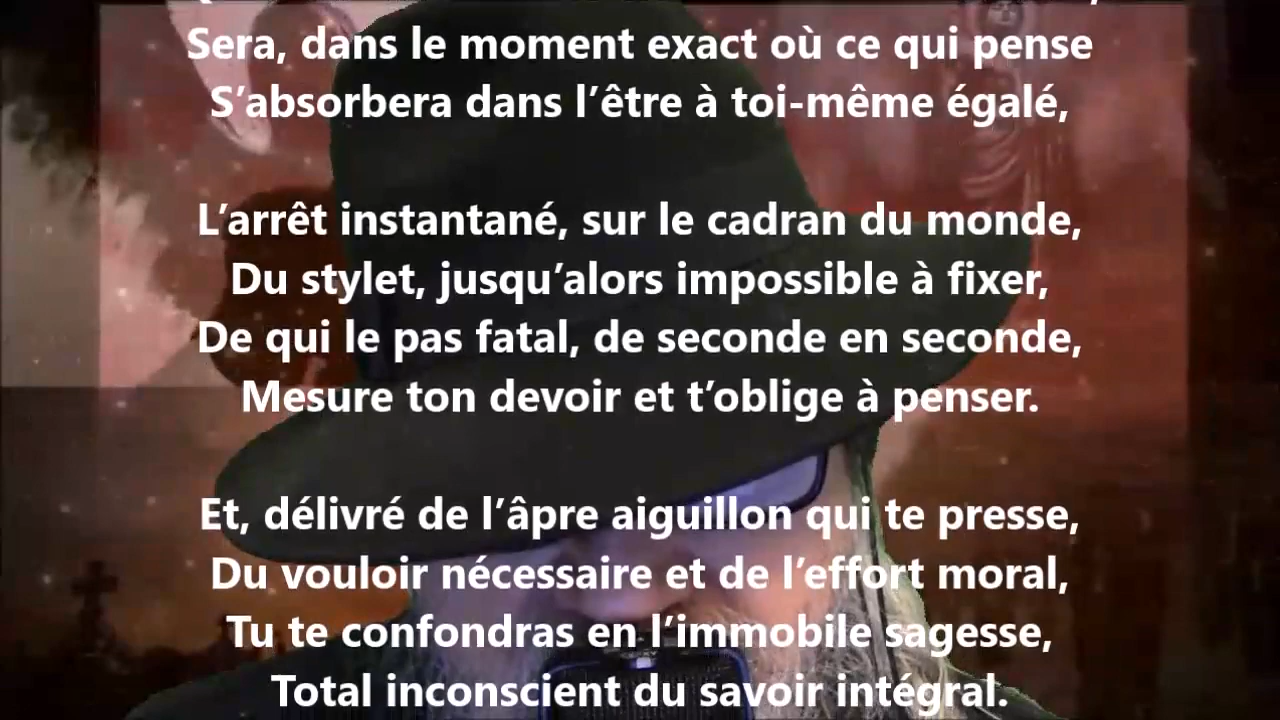 Sera, dans le moment exact où ce qui pense
S’absorbera dans l’être à toi-même égalé,
L’arrêt instantané, sur le cadran du monde,
Du stylet, jusqu’alors impossible à fixer,
De qui le pas fatal, de seconde en seconde,
Mesure ton devoir et t’oblige à penser.
Et, délivré de l’âpre aiguillon qui te presse,
Du vouloir nécessaire et de l’effort moral,
Tu te confondras en l’immobile sagesse,
Total inconscient du savoir intégral.